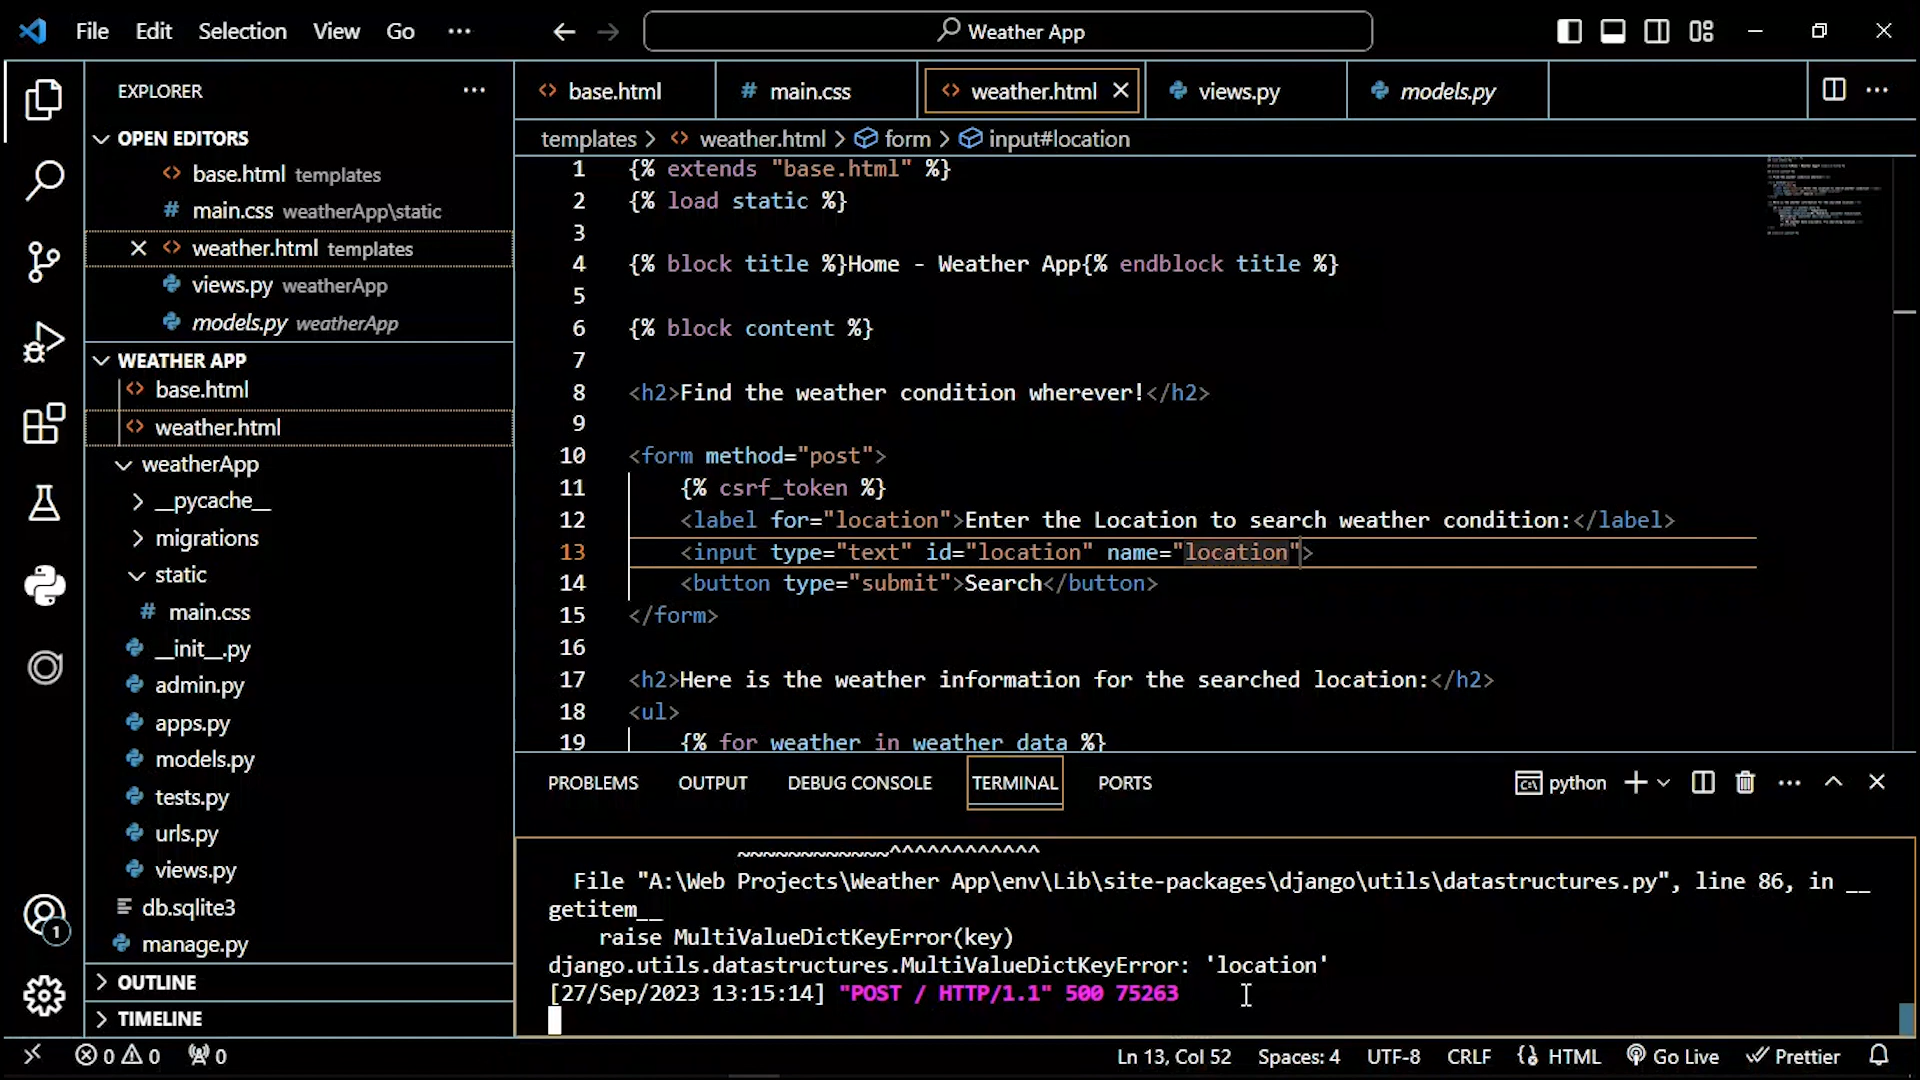 File Edit Selection View Go ··· Weather App
EXPLORER ···
OPEN EDITORS
base.html templates
main.css weatherApp\static
weather.html templates
views.py weatherApp
models.py weatherApp
WEATHER APP
base.html
weather.html
weatherApp
__pycache__
migrations
static
main.css
__init__.py
admin.py
apps.py
models.py
tests.py
urls.py
views.py
db.sqlite3
manage.py
OUTLINE
TIMELINE
base.html main.css weather.html views.py models.py
templates > weather.html > form > input#location
1 {% extends "base.html" %}
2 {% load static %}
3
4 {% block title %}Home - Weather App{% endblock title %}
5
6 {% block content %}
7
8 <h2>Find the weather condition wherever!</h2>
9
10 <form method="post">
11 {% csrf_token %}
12 <label for="location">Enter the Location to search weather condition:</label>
13 <input type="text" id="location" name="location">
14 <button type="submit">Search</button>
15 </form>
16
17 <h2>Here is the weather information for the searched location:</h2>
18 <ul>
19 {% for weather in weather_data %}
PROBLEMS OUTPUT DEBUG CONSOLE TERMINAL PORTS python
~~~~~~~~~~~~^^^^^^^^^^^^
File "A:\Web Projects\Weather App\env\Lib\site-packages\django\utils\datastructures.py", line 86, in __
getitem__
raise MultiValueDictKeyError(key)
django.utils.datastructures.MultiValueDictKeyError: 'location'
[27/Sep/2023 13:15:14] "POST / HTTP/1.1" 500 75263
1
0 0 0 Ln 13, Col 52 Spaces: 4 UTF-8 CRLF HTML Go Live Prettier